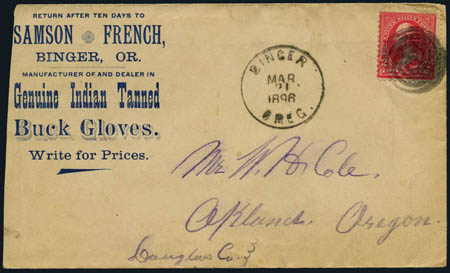 RETURN AFTER TEN DAYS TO
SAMSON FRENCH,
BINGER, OR.
MANUFACTURER OF AND DEALER IN
Genuine Indian Tanned
Buck Gloves.
Write for Prices.
BINGER
MAR
21
1896
OREG.
Mr. W. H. Cole.
Oakland. Oregon.
Douglas Co.